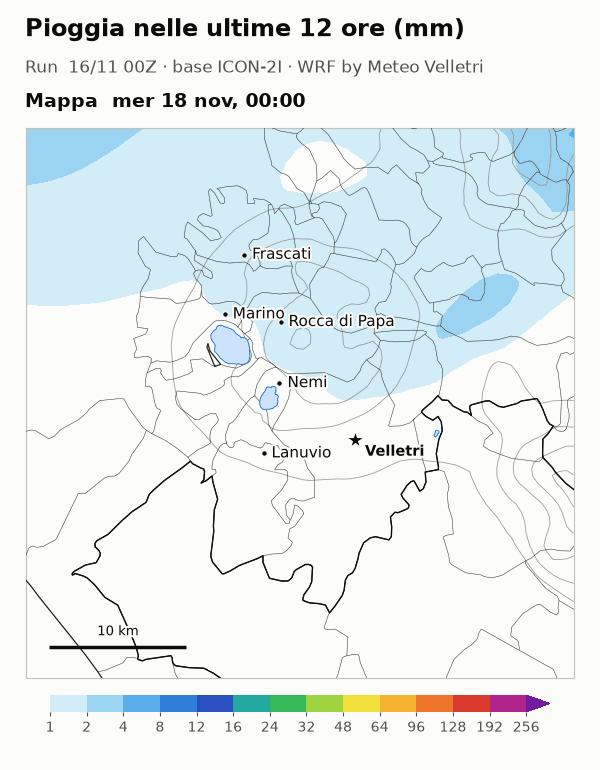 Pioggia nelle ultime 12 ore (mm)
Run 16/11 00Z · base ICON-2I · WRF by Meteo Velletri
Mappa mer 18 nov, 00:00
Frascati
Marino
Rocca di Papa
Nemi
Velletri
Lanuvio
10 km
1 2 4 8 12 16 24 32 48 64 96 128 192 256